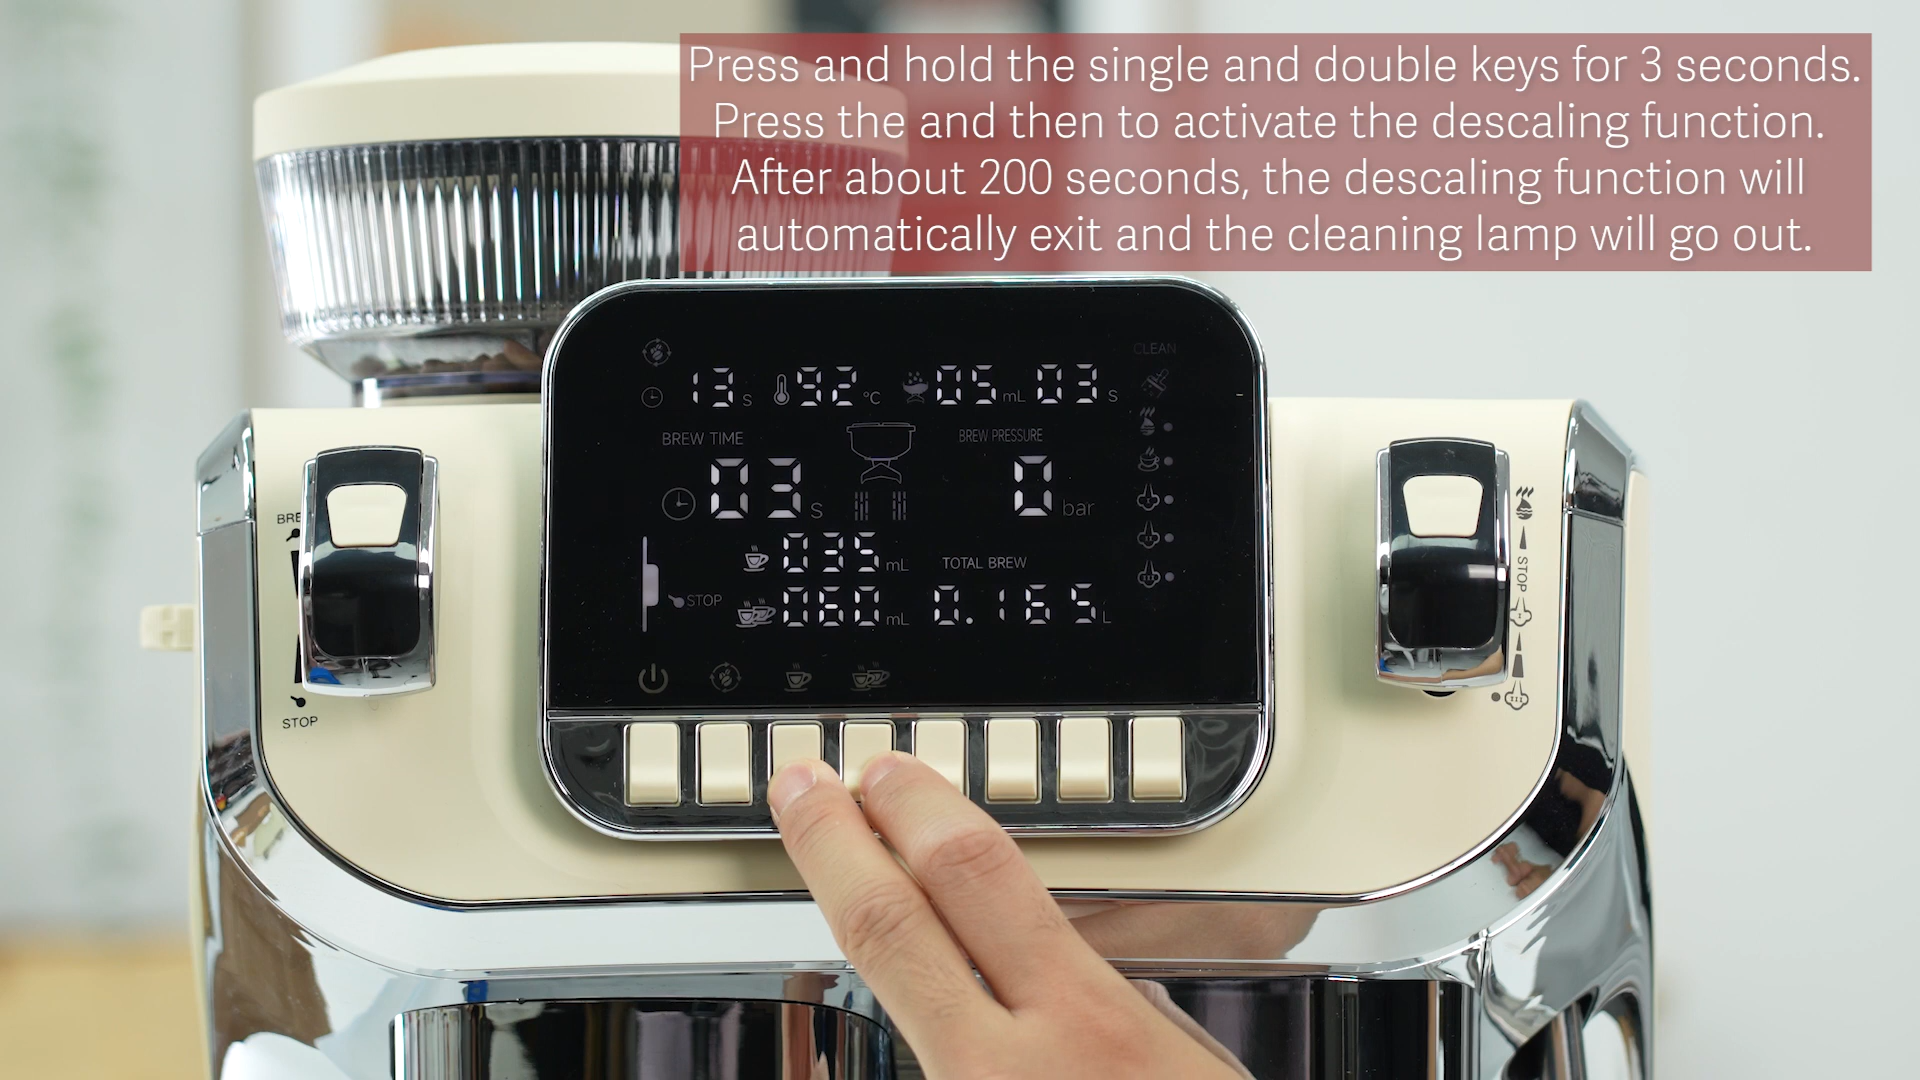 Press and hold the single and double keys for 3 seconds.
Press the and then to activate the descaling function.
After about 200 seconds, the descaling function will
automatically exit and the cleaning lamp will go out.
CLEAN
13 s 92 °C 05 mL 03 s
BREW TIME BREW PRESSURE
03 s 0 bar
035 mL TOTAL BREW
STOP 060 mL 0.165 L
STOP
STOP
I
III
I
II
III